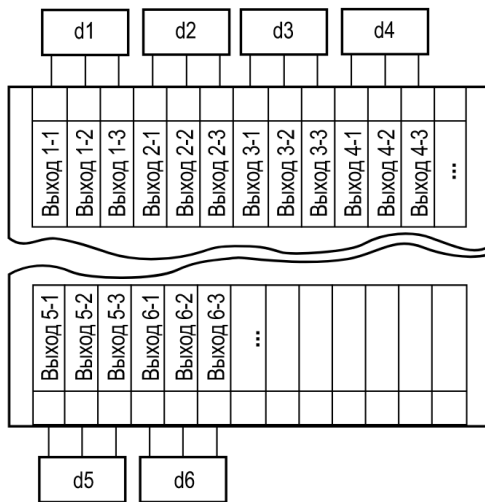 d1 d2 d3 d4
Выход 1-1
Выход 1-2
Выход 1-3
Выход 2-1
Выход 2-2
Выход 2-3
Выход 3-1
Выход 3-2
Выход 3-3
Выход 4-1
Выход 4-2
Выход 4-3
...
Выход 5-1
Выход 5-2
Выход 5-3
Выход 6-1
Выход 6-2
Выход 6-3
...
d5 d6